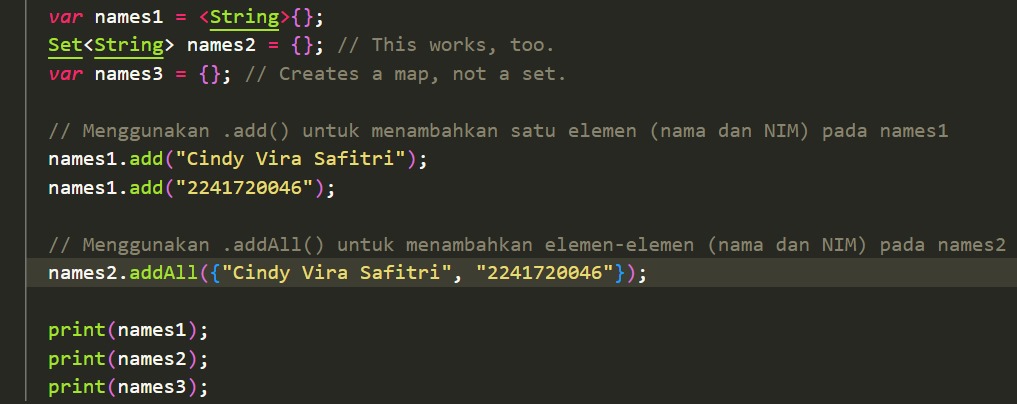 var names1 = <String>{};
Set<String> names2 = {}; // This works, too.
var names3 = {}; // Creates a map, not a set.
// Menggunakan .add() untuk menambahkan satu elemen (nama dan NIM) pada names1
names1.add("Cindy Vira Safitri");
names1.add("2241720046");
// Menggunakan .addAll() untuk menambahkan elemen-elemen (nama dan NIM) pada names2
names2.addAll({"Cindy Vira Safitri", "2241720046"});
print(names1);
print(names2);
print(names3);